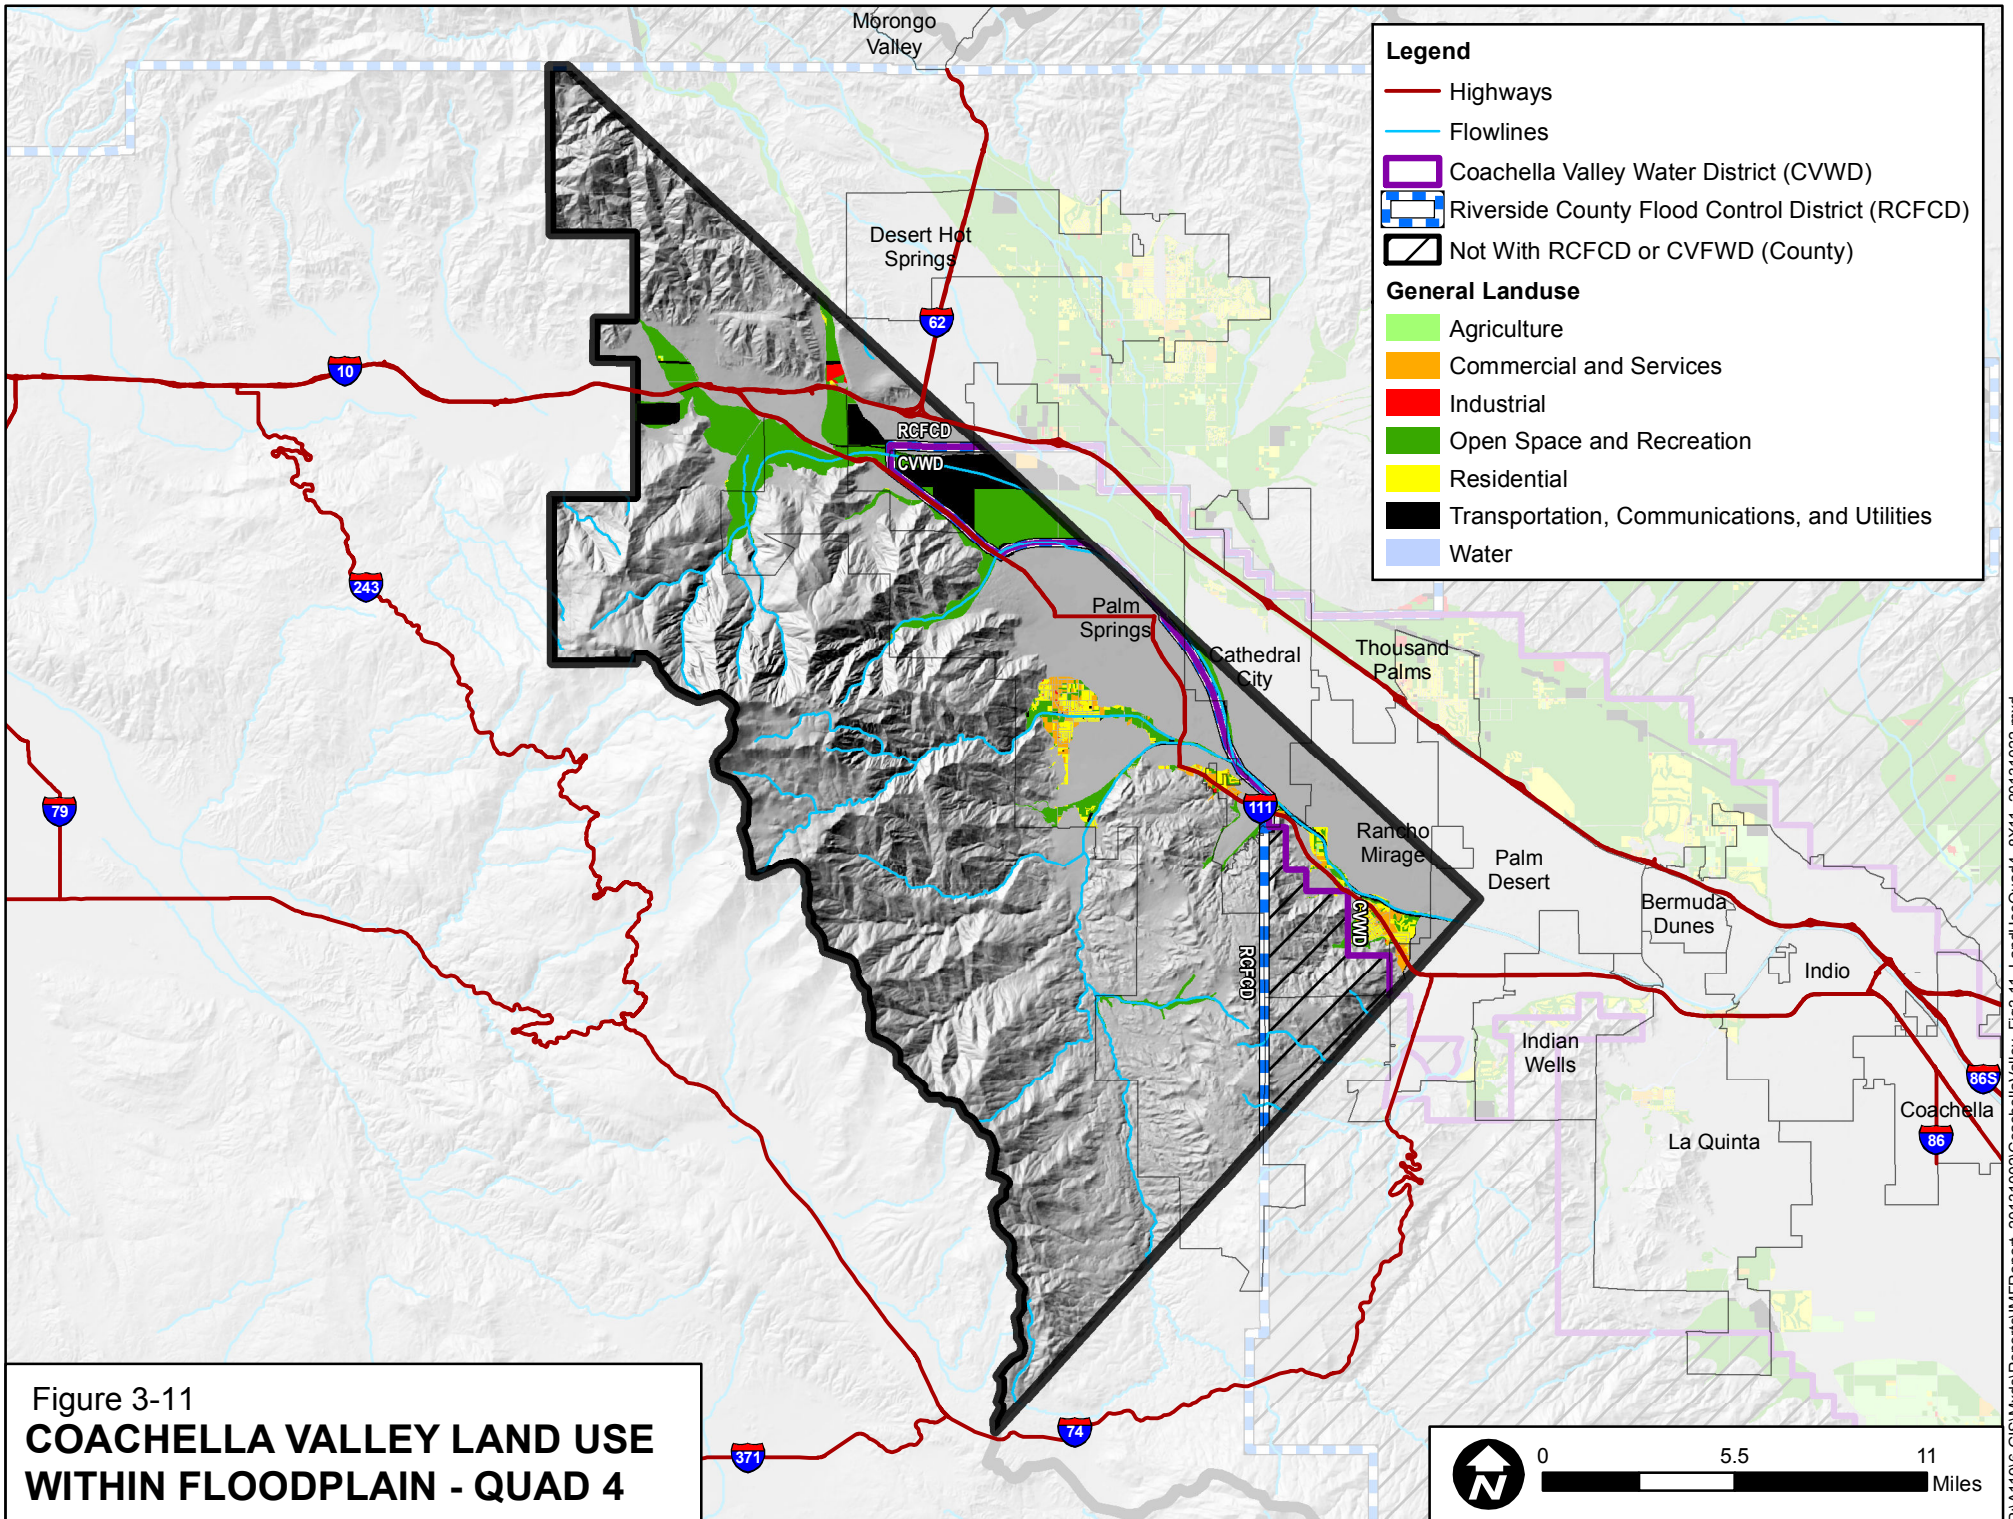 Morongo
Valley
Legend
Highways
Flowlines
Coachella Valley Water District (CVWD)
Riverside County Flood Control District (RCFCD)
Not With RCFCD or CVFWD (County)
General Landuse
Agriculture
Commercial and Services
Industrial
Open Space and Recreation
Residential
Transportation, Communications, and Utilities
Water
Desert Hot
Springs
62
10
RCFCD
CVWD
243
Palm
Springs
Cathedral
City
Thousand
Palms
79
111
Rancho
Mirage
Palm
Desert
Bermuda
Dunes
CVWD
RCFCD
Indio
Indian
Wells
86S
Coachella
86
La Quinta
74
371
Figure 3-11
COACHELLA VALLEY LAND USE
WITHIN FLOODPLAIN - QUAD 4
N
0 5.5 11
Miles